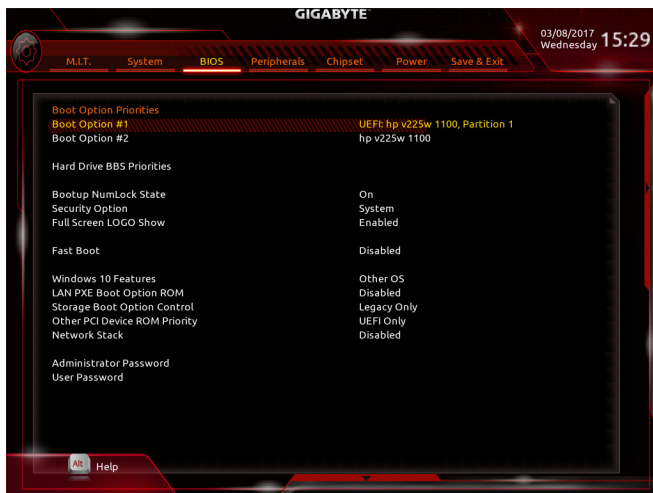 GIGABYTE™
03/08/2017
Wednesday 15:29
M.I.T. System BIOS Peripherals Chipset Power Save & Exit
Boot Option Priorities
Boot Option #1 UEFI: hp v225w 1100, Partition 1
Boot Option #2 hp v225w 1100
Hard Drive BBS Priorities
Bootup NumLock State On
Security Option System
Full Screen LOGO Show Enabled
Fast Boot Disabled
Windows 10 Features Other OS
LAN PXE Boot Option ROM Disabled
Storage Boot Option Control Legacy Only
Other PCI Device ROM Priority UEFI Only
Network Stack Disabled
Administrator Password
User Password
Alt Help